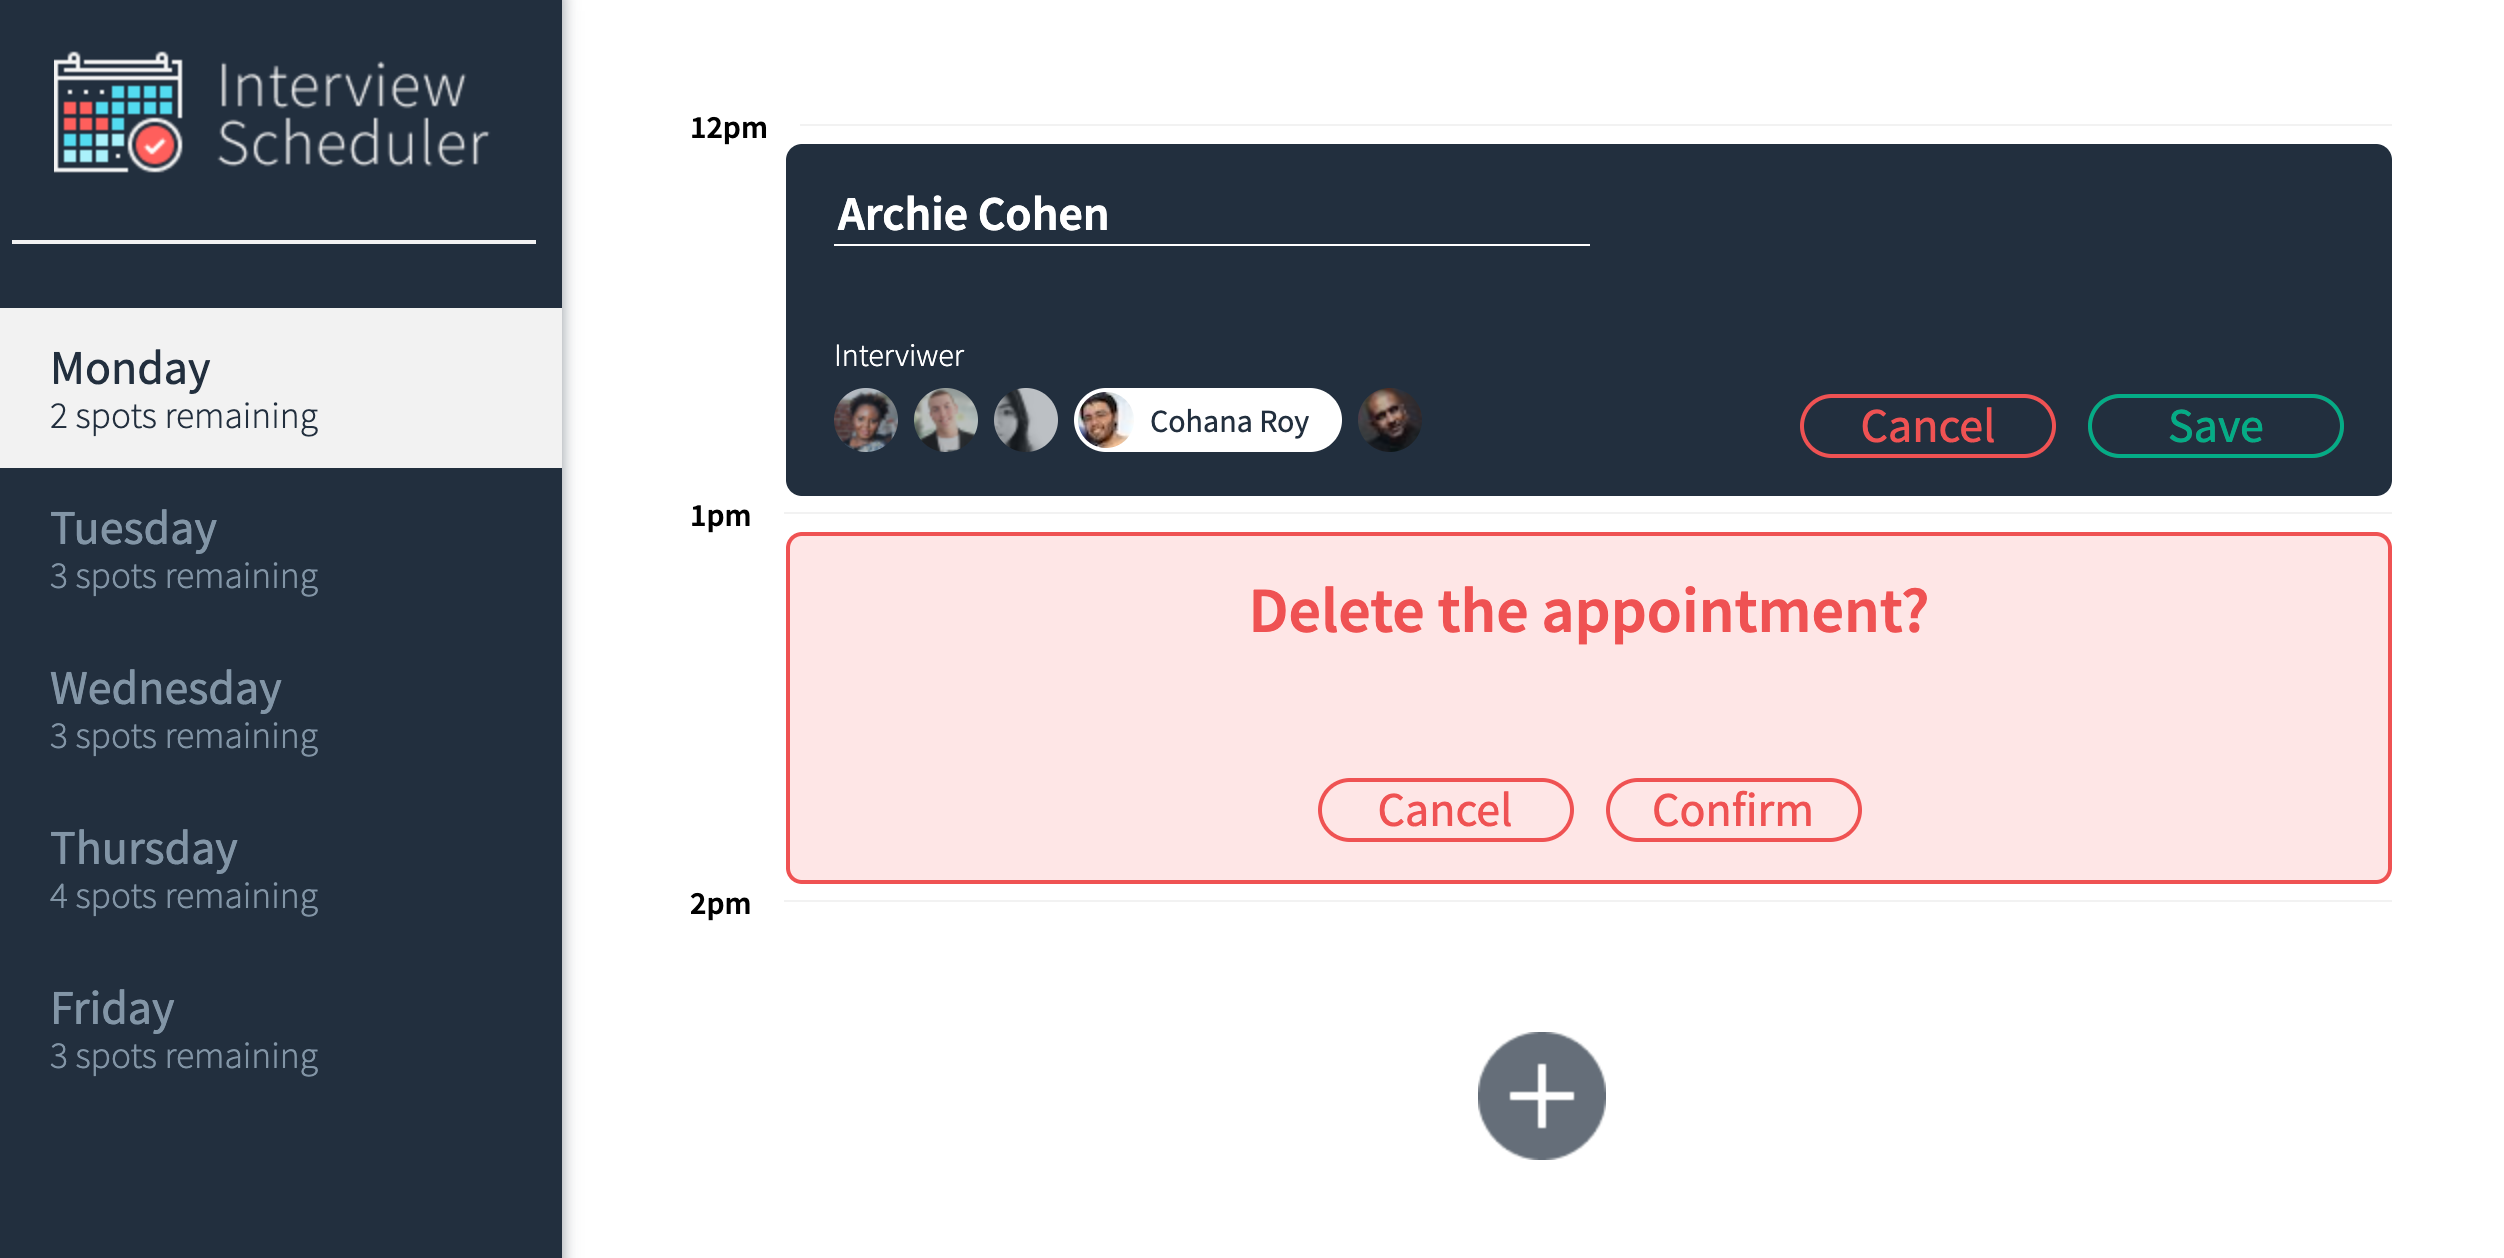 Interview
Scheduler
Monday
2 spots remaining
Tuesday
3 spots remaining
Wednesday
3 spots remaining
Thursday
4 spots remaining
Friday
3 spots remaining
12pm
Archie Cohen
Interviwer
Cohana Roy
Cancel
Save
1pm
Delete the appointment?
Cancel
Confirm
2pm